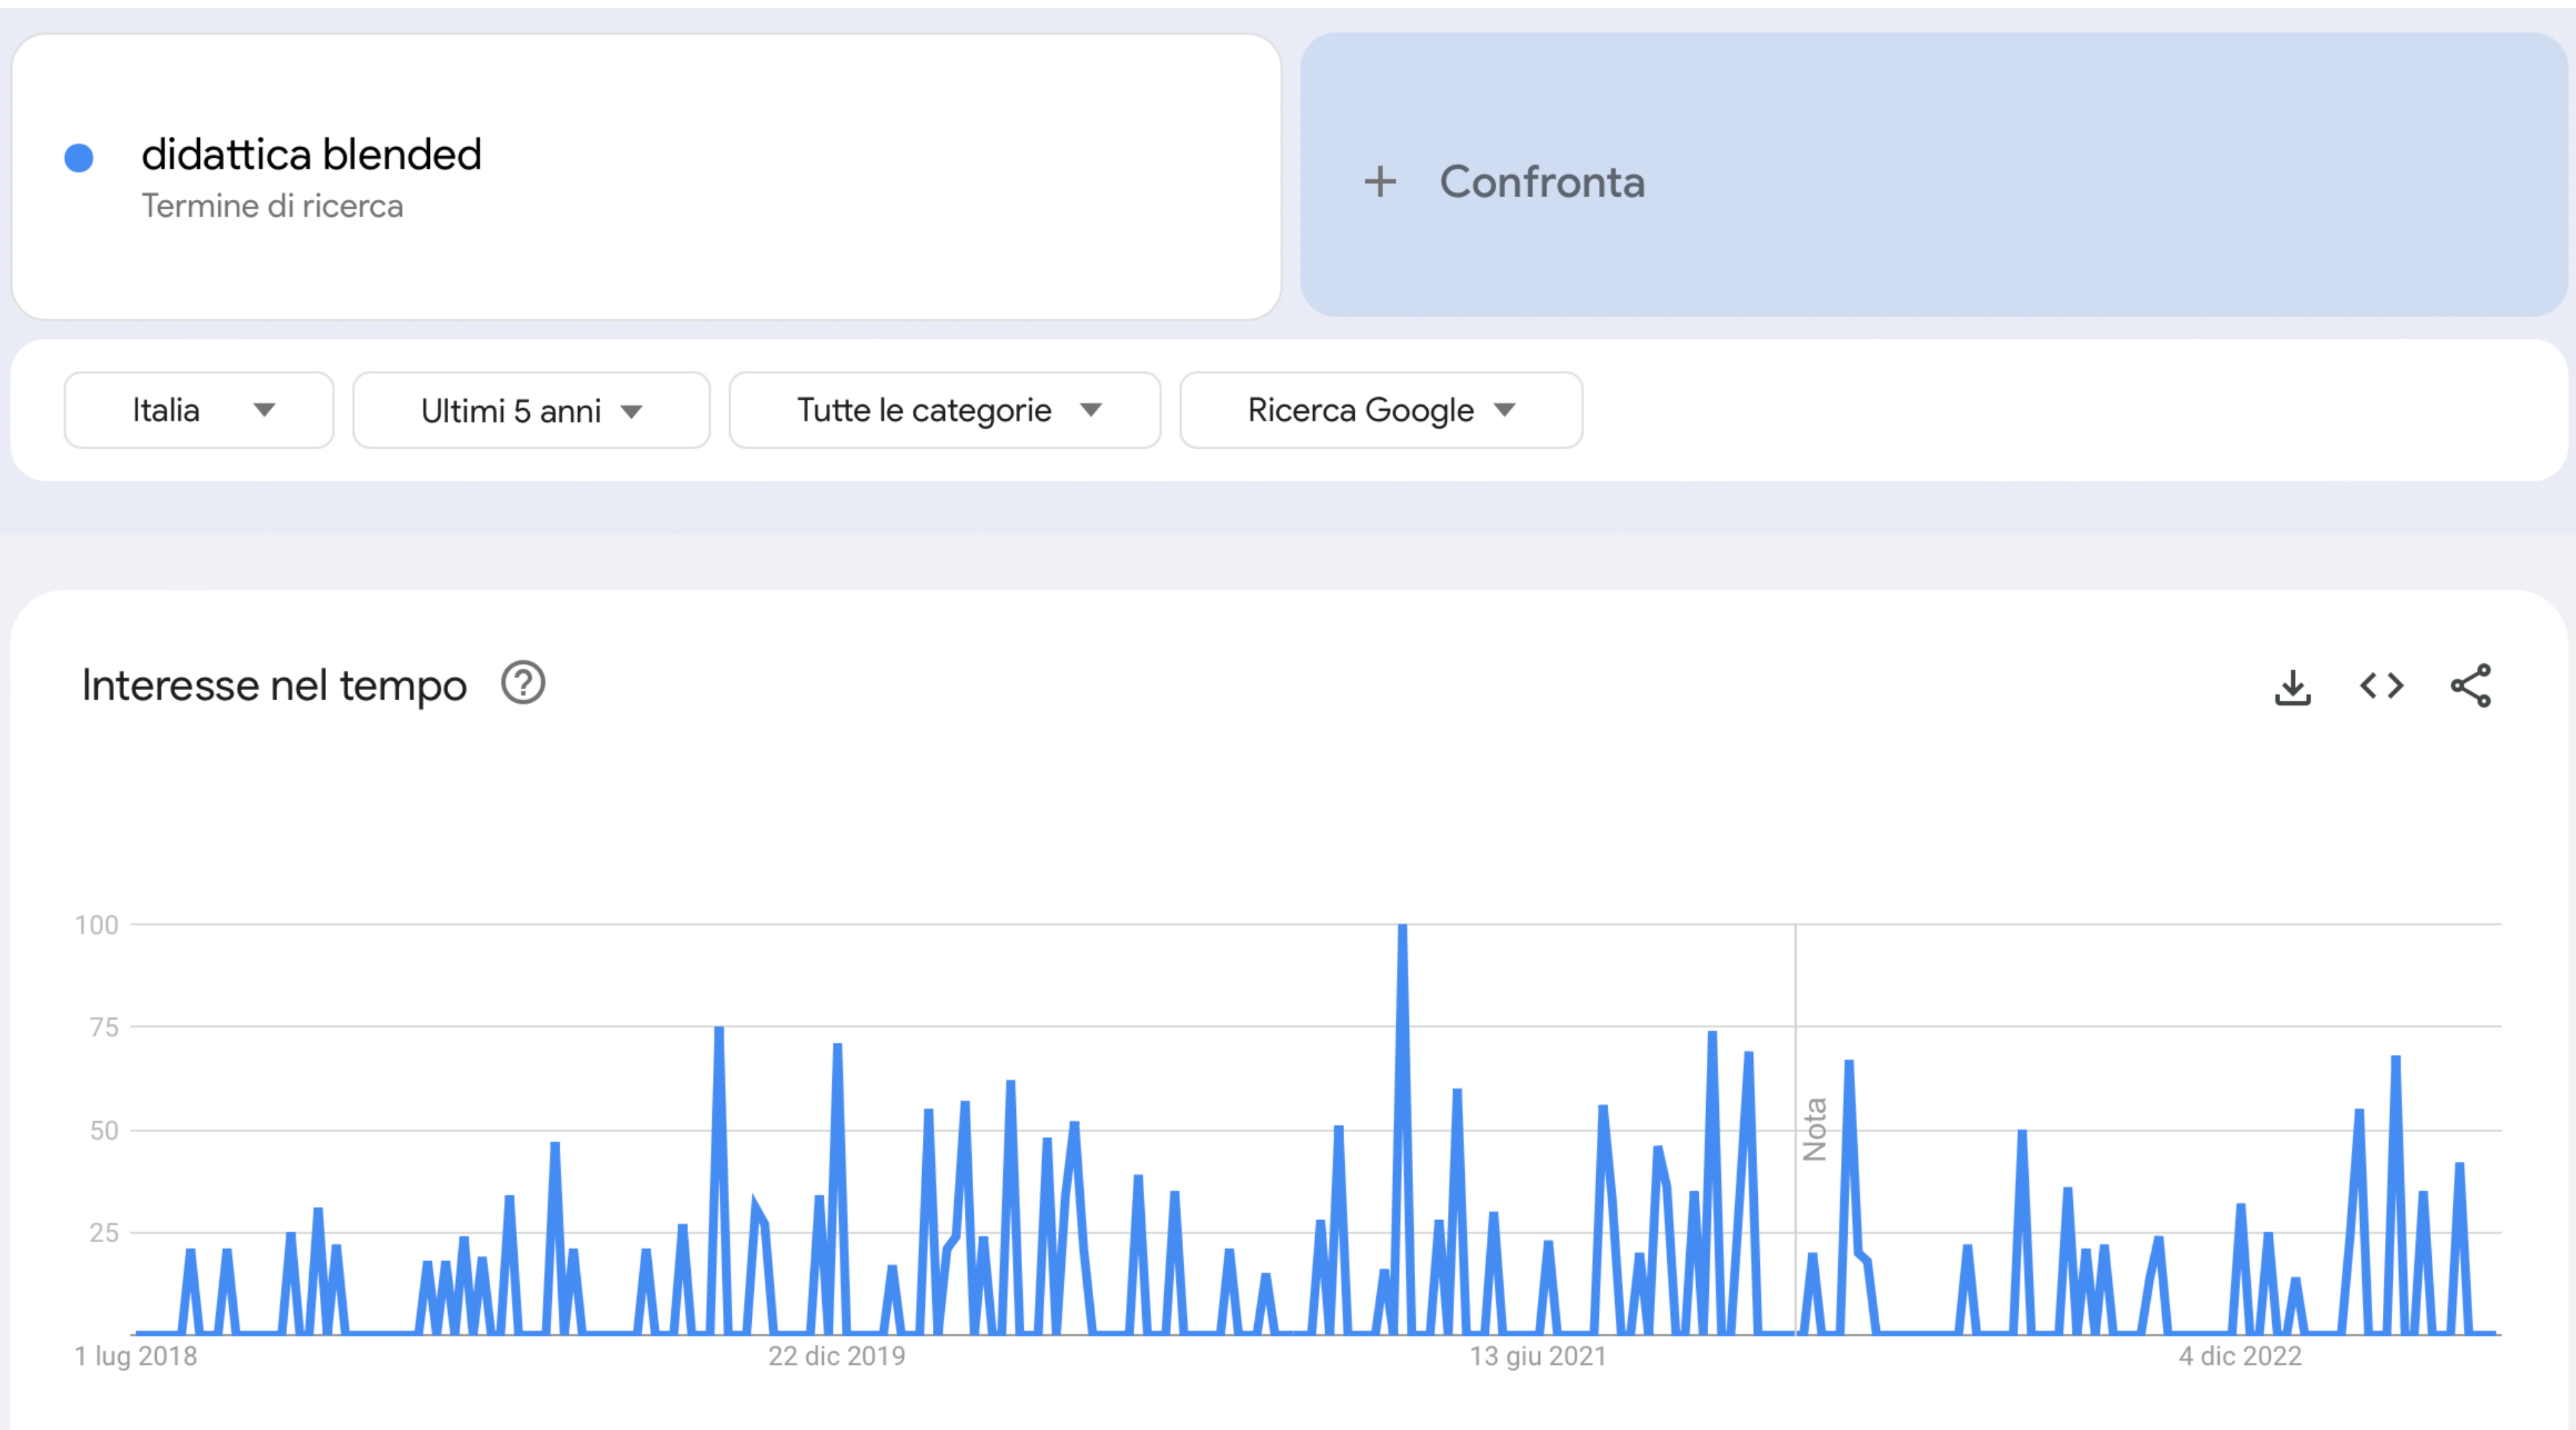 didattica blended
Termine di ricerca
+ Confronta
Italia
Ultimi 5 anni
Tutte le categorie
Ricerca Google
Interesse nel tempo
?
100
75
50
25
Nota
1 lug 2018
22 dic 2019
13 giu 2021
4 dic 2022